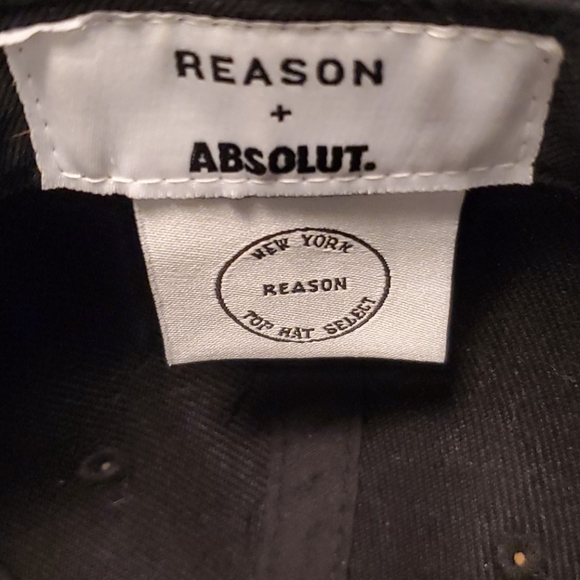 REASON
+
ABSOLUT.
NEW YORK
REASON
TOP HAT SELECT